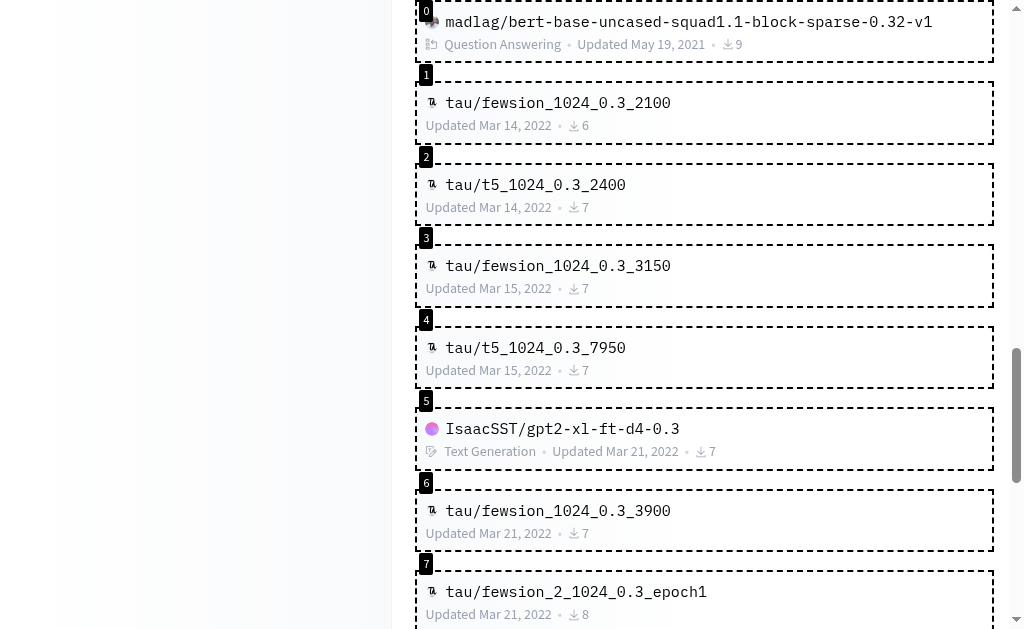 0
madlag/bert-base-uncased-squad1.1-block-sparse-0.32-v1
Question Answering • Updated May 19, 2021 • 9
1
tau/fewsion_1024_0.3_2100
Updated Mar 14, 2022 • 6
2
tau/t5_1024_0.3_2400
Updated Mar 14, 2022 • 7
3
tau/fewsion_1024_0.3_3150
Updated Mar 15, 2022 • 7
4
tau/t5_1024_0.3_7950
Updated Mar 15, 2022 • 7
5
IsaacSST/gpt2-xl-ft-d4-0.3
Text Generation • Updated Mar 21, 2022 • 7
6
tau/fewsion_1024_0.3_3900
Updated Mar 21, 2022 • 7
7
tau/fewsion_2_1024_0.3_epoch1
Updated Mar 21, 2022 • 8